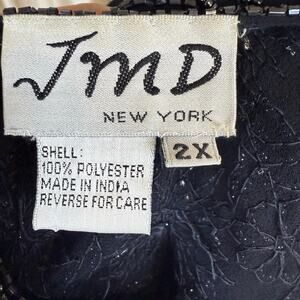 JMD
NEW YORK
2X
SHELL:
100% POLYESTER
MADE IN INDIA
REVERSE FOR CARE